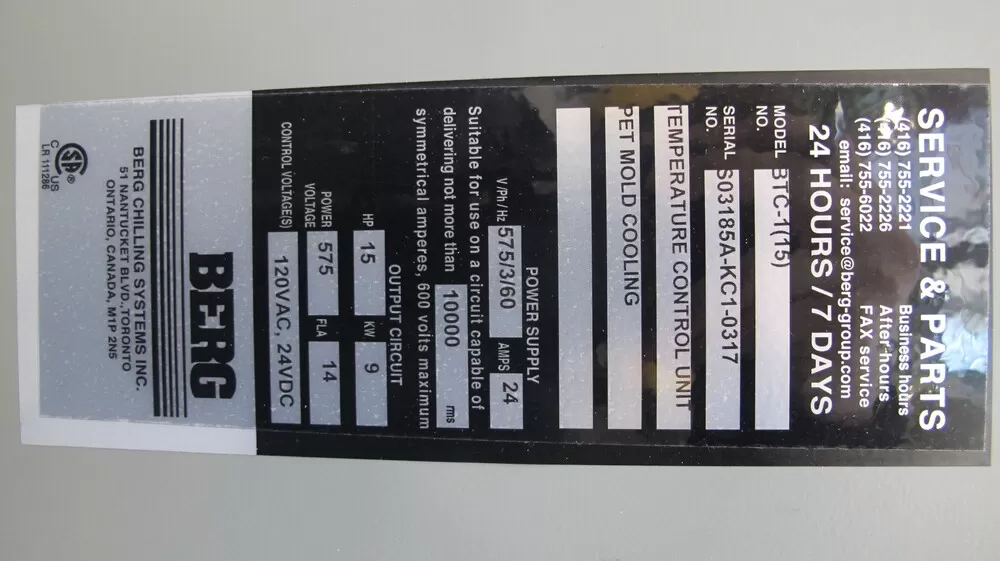 SERVICE & PARTS
(416) 755-2221 Business hours
(416) 755-2226 After hours
(416) 755-6022 FAX service
email: service@berg-group.com
24 HOURS / 7 DAYS
MODEL NO. BTC-1(15)
SERIAL NO. S03185A-KC1-0317
TEMPERATURE CONTROL UNIT
PET MOLD COOLING
POWER SUPPLY
V/Ph/Hz 575/3/60 AMPS 24
Suitable for use on a circuit capable of
delivering not more than 10000 rms
symmetrical amperes, 600 volts maximum
OUTPUT CIRCUIT
HP 15 KW 9
POWER VOLTAGE 575 FLA 14
CONTROL VOLTAGE(S) 120VAC, 24VDC
BERG
BERG CHILLING SYSTEMS INC.
51 NANTUCKET BLVD., TORONTO
ONTARIO, CANADA, M1P 2N5
SA ®
C US
LR 111286